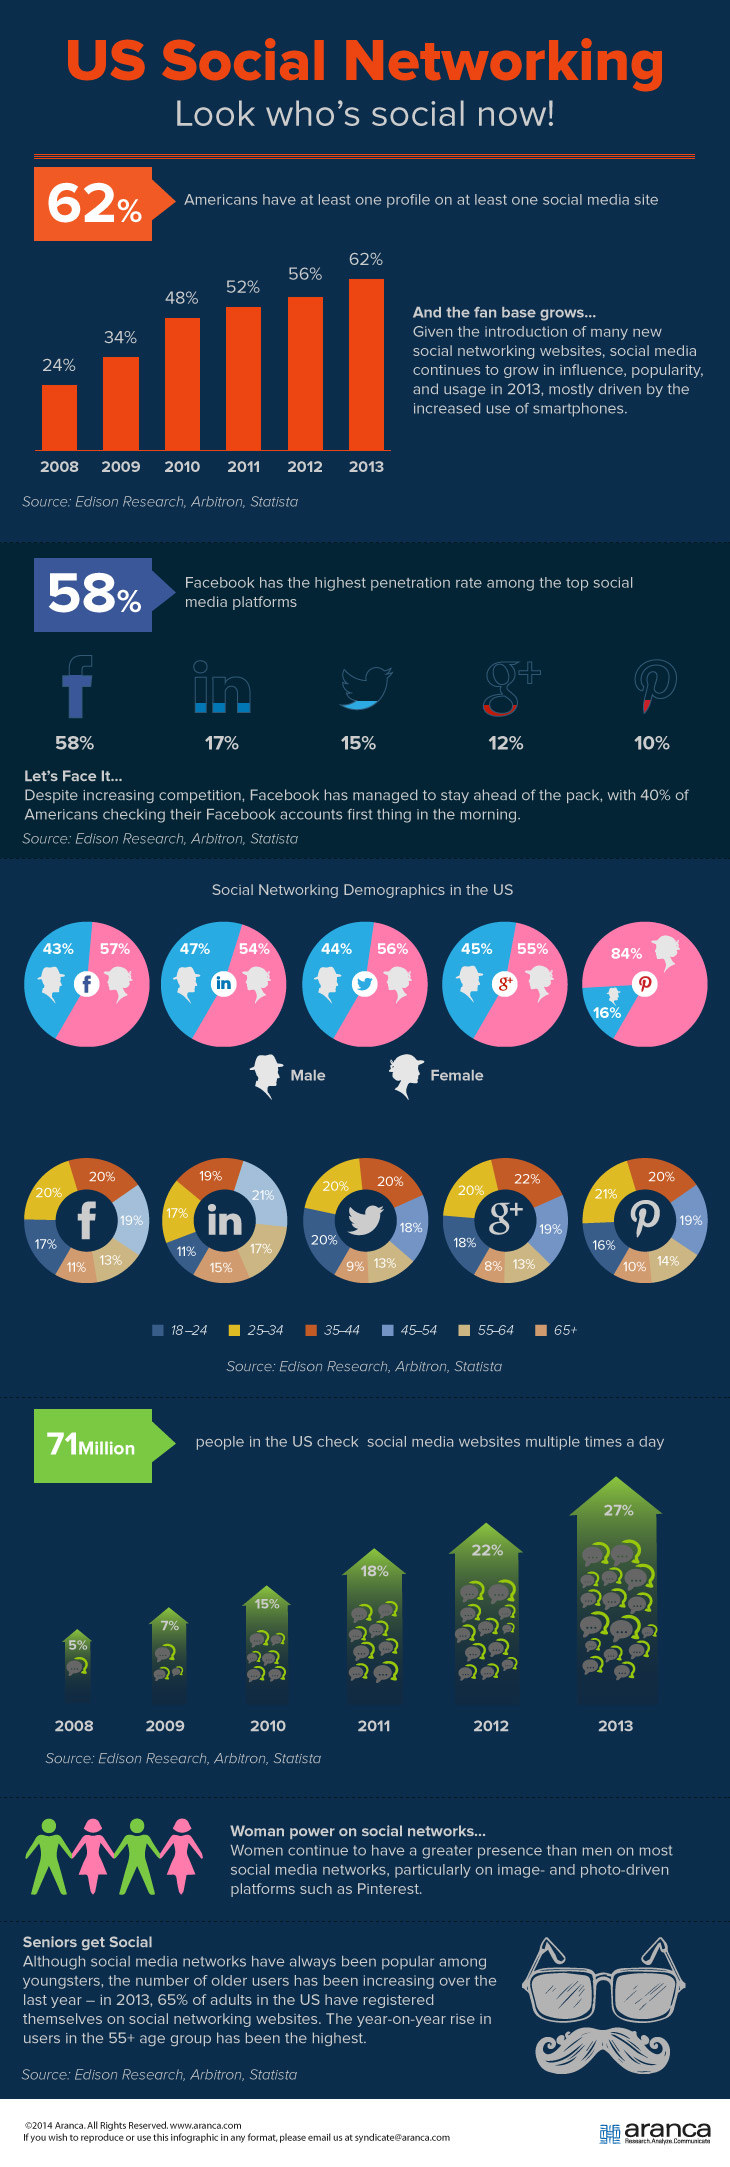 US Social Networking
Look who's social now!
62%
Americans have at least one profile on at least one social media site
24%
34%
48%
52%
56%
62%
2008 2009 2010 2011 2012 2013
And the fan base grows...
Given the introduction of many new
social networking websites, social media
continues to grow in influence, popularity,
and usage in 2013, mostly driven by the
increased use of smartphones.
Source: Edison Research, Arbitron, Statista
58%
Facebook has the highest penetration rate among the top social
media platforms
f in g+
58% 17% 15% 12% 10%
Let's Face It...
Despite increasing competition, Facebook has managed to stay ahead of the pack, with 40% of
Americans checking their Facebook accounts first thing in the morning.
Source: Edison Research, Arbitron, Statista
Social Networking Demographics in the US
43% 57% 47% 54% 44% 56% 45% 55% 84%
16%
f in g+
Male Female
20% 20% 19% 17% 11% 13%
19% 21% 17% 11% 15% 17%
20% 20% 18% 20% 9% 13%
22% 20% 19% 18% 8% 13%
20% 21% 19% 16% 10% 14%
f in g+
18–24 25–34 35–44 45–54 55–64 65+
Source: Edison Research, Arbitron, Statista
71Million
people in the US check social media websites multiple times a day
5%
7%
15%
18%
22%
27%
2008 2009 2010 2011 2012 2013
Source: Edison Research, Arbitron, Statista
Woman power on social networks...
Women continue to have a greater presence than men on most
social media networks, particularly on image- and photo-driven
platforms such as Pinterest.
Seniors get Social
Although social media networks have always been popular among
youngsters, the number of older users has been increasing over the
last year – in 2013, 65% of adults in the US have registered
themselves on social networking websites. The year-on-year rise in
users in the 55+ age group has been the highest.
Source: Edison Research, Arbitron, Statista
©2014 Aranca. All Rights Reserved. www.aranca.com
If you wish to reproduce or use this infographic in any format, please email us at syndicate@aranca.com
aranca
Research.Analyze.Communicate